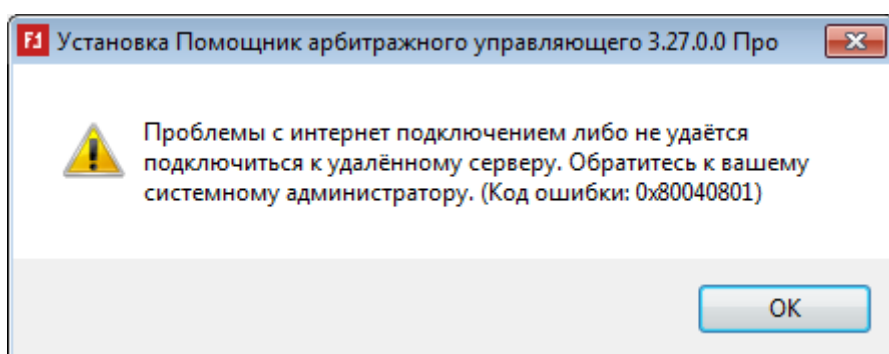 F1 Установка Помощник арбитражного управляющего 3.27.0.0 Про
Проблемы с интернет подключением либо не удаётся
подключиться к удалённому серверу. Обратитесь к вашему
системному администратору. (Код ошибки: 0x80040801)
OK